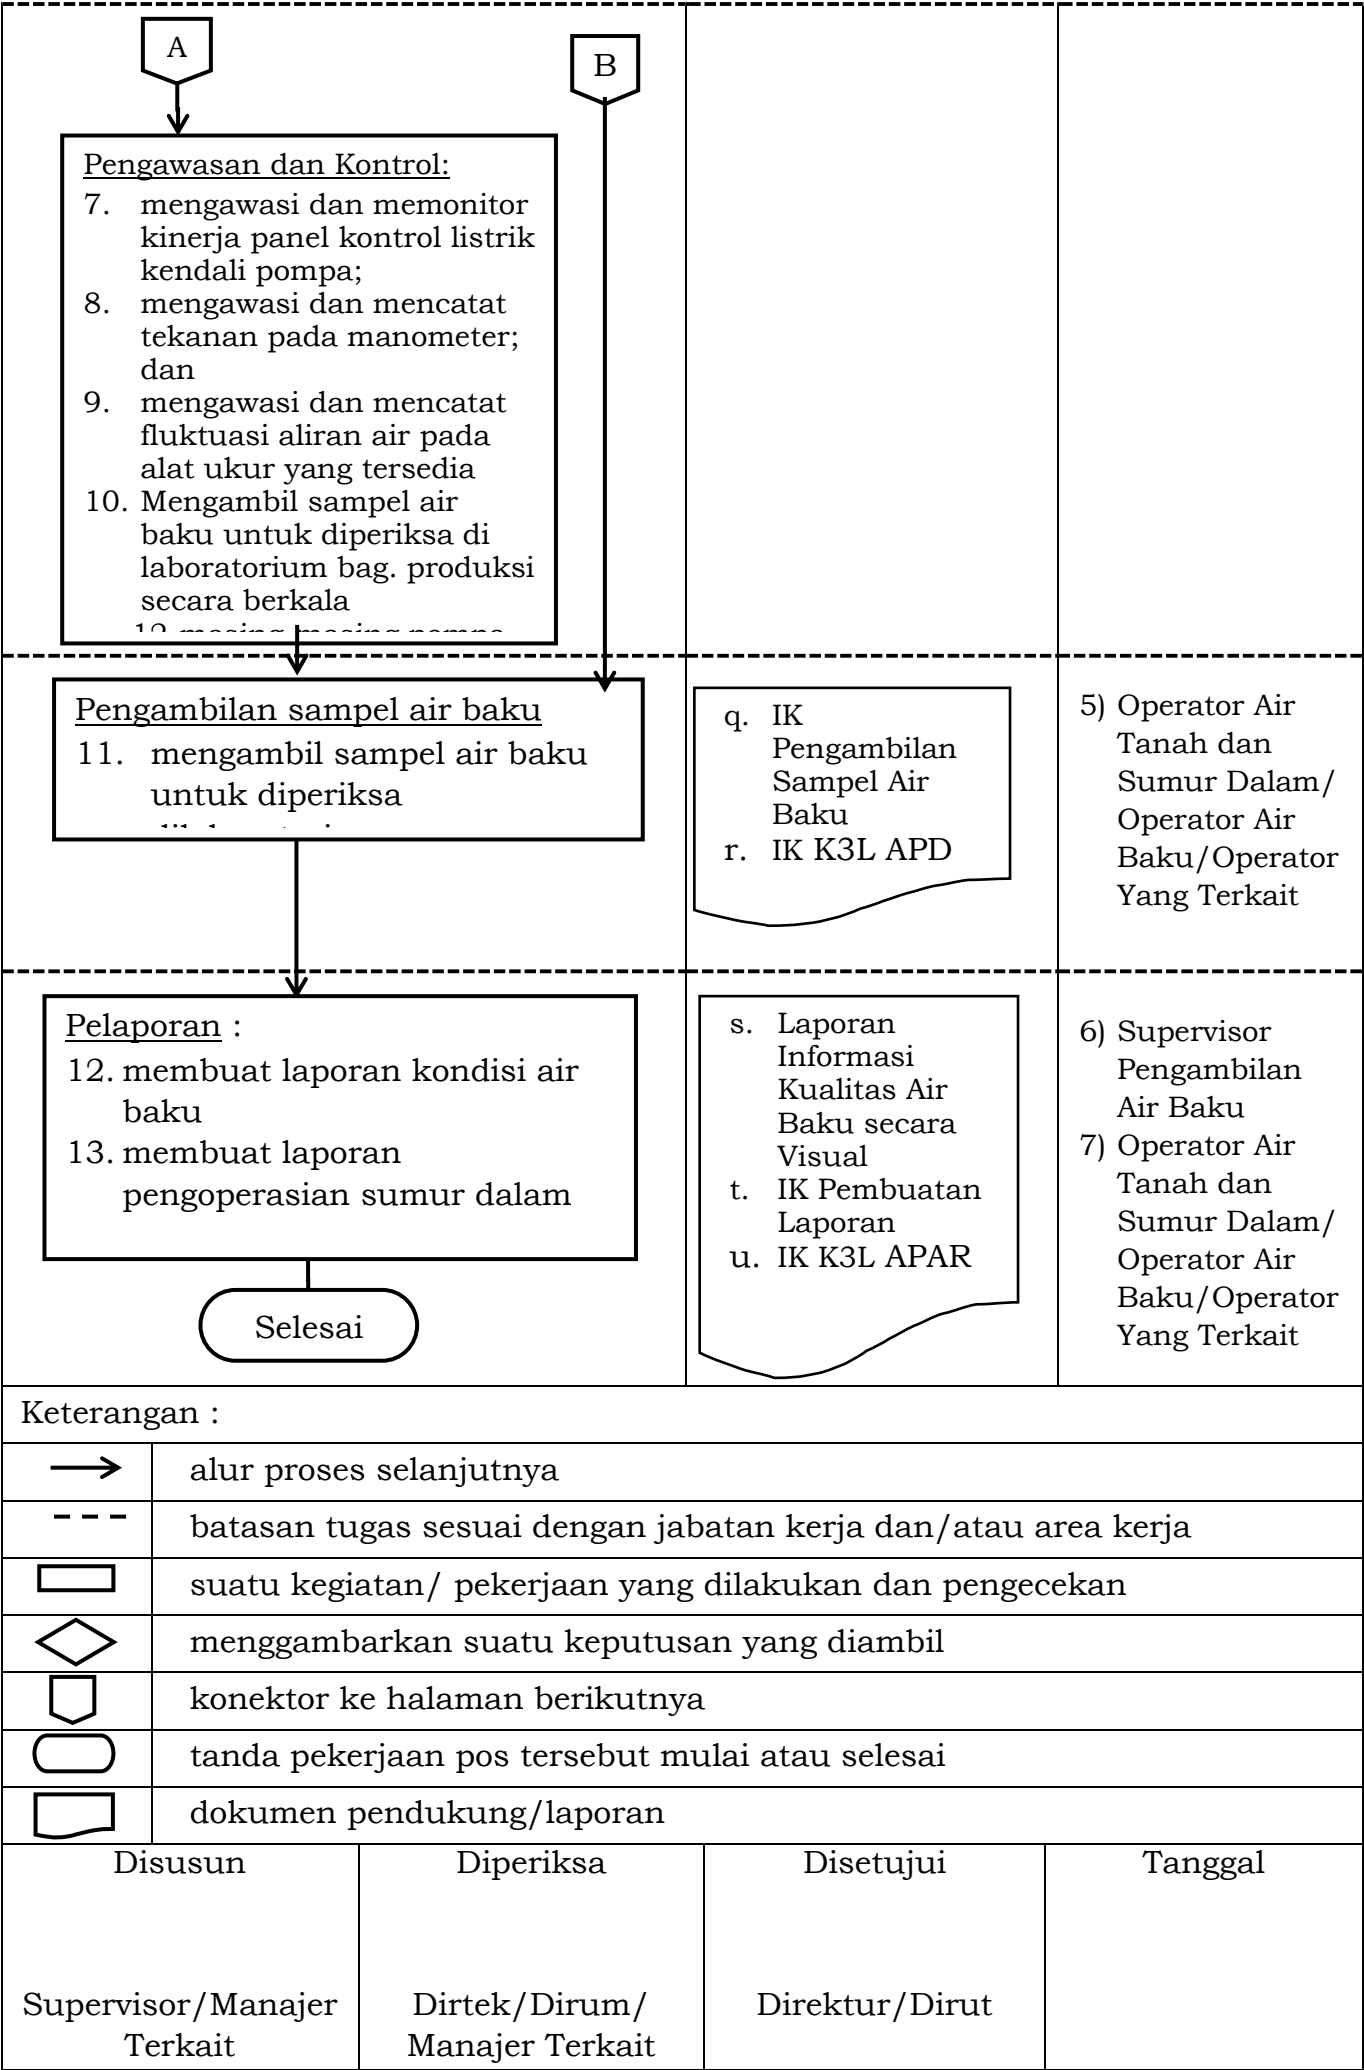 A
B
Pengawasan dan Kontrol:
7. mengawasi dan memonitor
kinerja panel kontrol listrik
kendali pompa;
8. mengawasi dan mencatat
tekanan pada manometer;
dan
9. mengawasi dan mencatat
fluktuasi aliran air pada
alat ukur yang tersedia
10. Mengambil sampel air
baku untuk diperiksa di
laboratorium bag. produksi
secara berkala
Pengambilan sampel air baku
11. mengambil sampel air baku
untuk diperiksa
q. IK
Pengambilan
Sampel Air
Baku
r. IK K3L APD
5) Operator Air
Tanah dan
Sumur Dalam/
Operator Air
Baku/Operator
Yang Terkait
Pelaporan :
12. membuat laporan kondisi air
baku
13. membuat laporan
pengoperasian sumur dalam
Selesai
s. Laporan
Informasi
Kualitas Air
Baku secara
Visual
t. IK Pembuatan
Laporan
u. IK K3L APAR
6) Supervisor
Pengambilan
Air Baku
7) Operator Air
Tanah dan
Sumur Dalam/
Operator Air
Baku/Operator
Yang Terkait
Keterangan :
alur proses selanjutnya
batasan tugas sesuai dengan jabatan kerja dan/atau area kerja
suatu kegiatan/ pekerjaan yang dilakukan dan pengecekan
menggambarkan suatu keputusan yang diambil
konektor ke halaman berikutnya
tanda pekerjaan pos tersebut mulai atau selesai
dokumen pendukung/laporan
Disusun
Supervisor/Manajer
Terkait
Diperiksa
Dirtek/Dirum/
Manajer Terkait
Disetujui
Direktur/Dirut
Tanggal